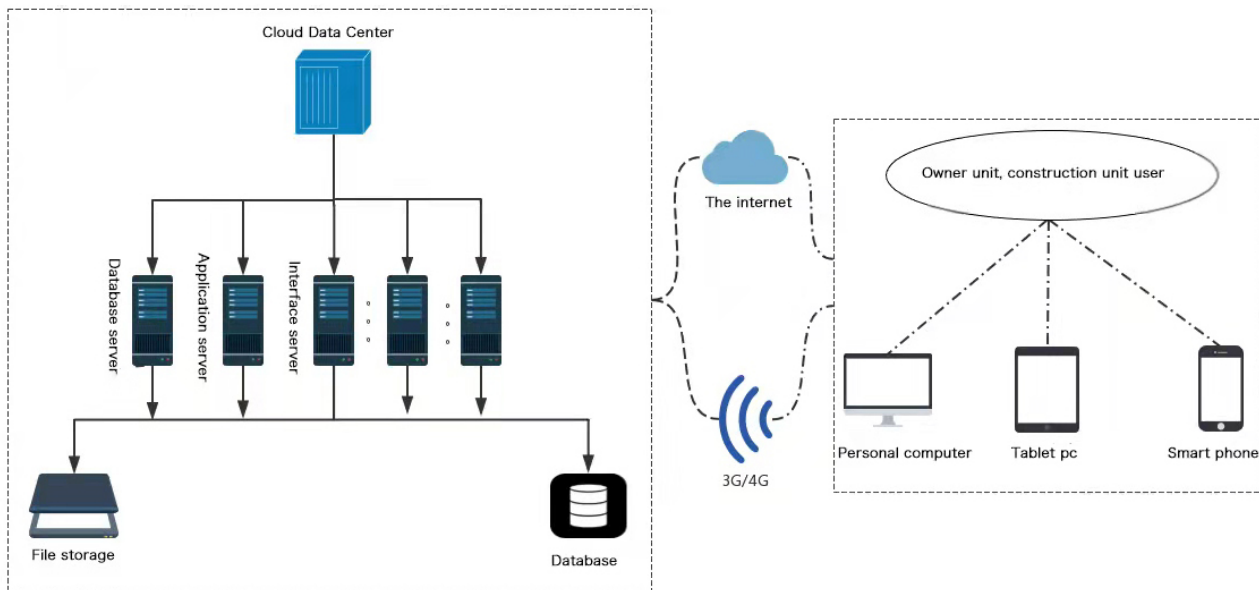 Cloud Data Center
Database server
Application server
Interface server
File storage
Database
The internet
3G/4G
Owner unit, construction unit user
Personal computer
Tablet pc
Smart phone